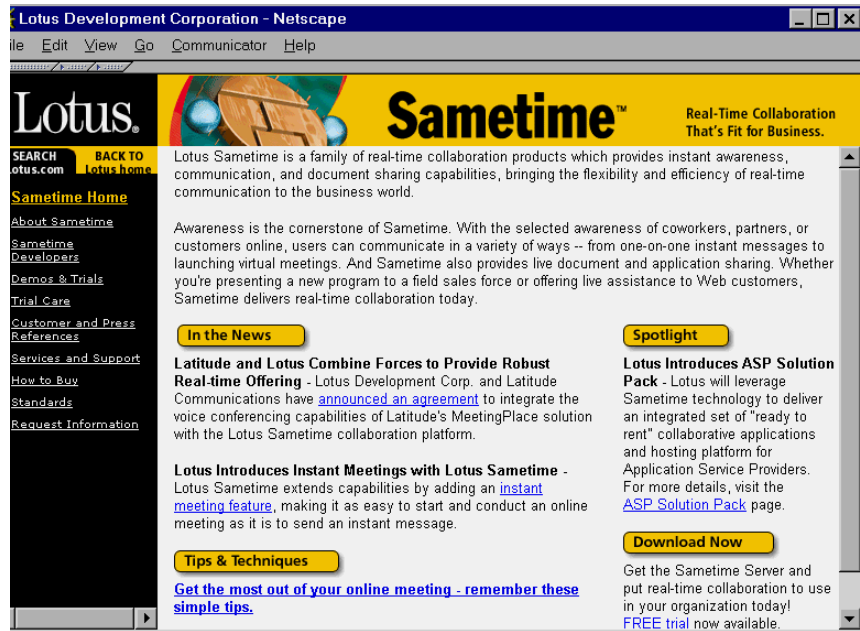 Lotus Development Corporation - Netscape
ile Edit View Go Communicator Help
Lotus.
Sametime™
Real-Time Collaboration
That's Fit for Business.
SEARCH
otus.com
BACK TO
Lotus home
Sametime Home
About Sametime
Sametime
Developers
Demos & Trials
Trial Care
Customer and Press
References
Services and Support
How to Buy
Standards
Request Information
Lotus Sametime is a family of real-time collaboration products which provides instant awareness,
communication, and document sharing capabilities, bringing the flexibility and efficiency of real-time
communication to the business world.
Awareness is the cornerstone of Sametime. With the selected awareness of coworkers, partners, or
customers online, users can communicate in a variety of ways -- from one-on-one instant messages to
launching virtual meetings. And Sametime also provides live document and application sharing. Whether
you're presenting a new program to a field sales force or offering live assistance to Web customers,
Sametime delivers real-time collaboration today.
In the News
Latitude and Lotus Combine Forces to Provide Robust
Real-time Offering - Lotus Development Corp. and Latitude
Communications have announced an agreement to integrate the
voice conferencing capabilities of Latitude's MeetingPlace solution
with the Lotus Sametime collaboration platform.
Lotus Introduces Instant Meetings with Lotus Sametime -
Lotus Sametime extends capabilities by adding an instant
meeting feature, making it as easy to start and conduct an online
meeting as it is to send an instant message.
Tips & Techniques
Get the most out of your online meeting - remember these
simple tips.
Spotlight
Lotus Introduces ASP Solution
Pack - Lotus will leverage
Sametime technology to deliver
an integrated set of "ready to
rent" collaborative applications
and hosting platform for
Application Service Providers.
For more details, visit the
ASP Solution Pack page.
Download Now
Get the Sametime Server and
put real-time collaboration to use
in your organization today!
FREE trial now available.